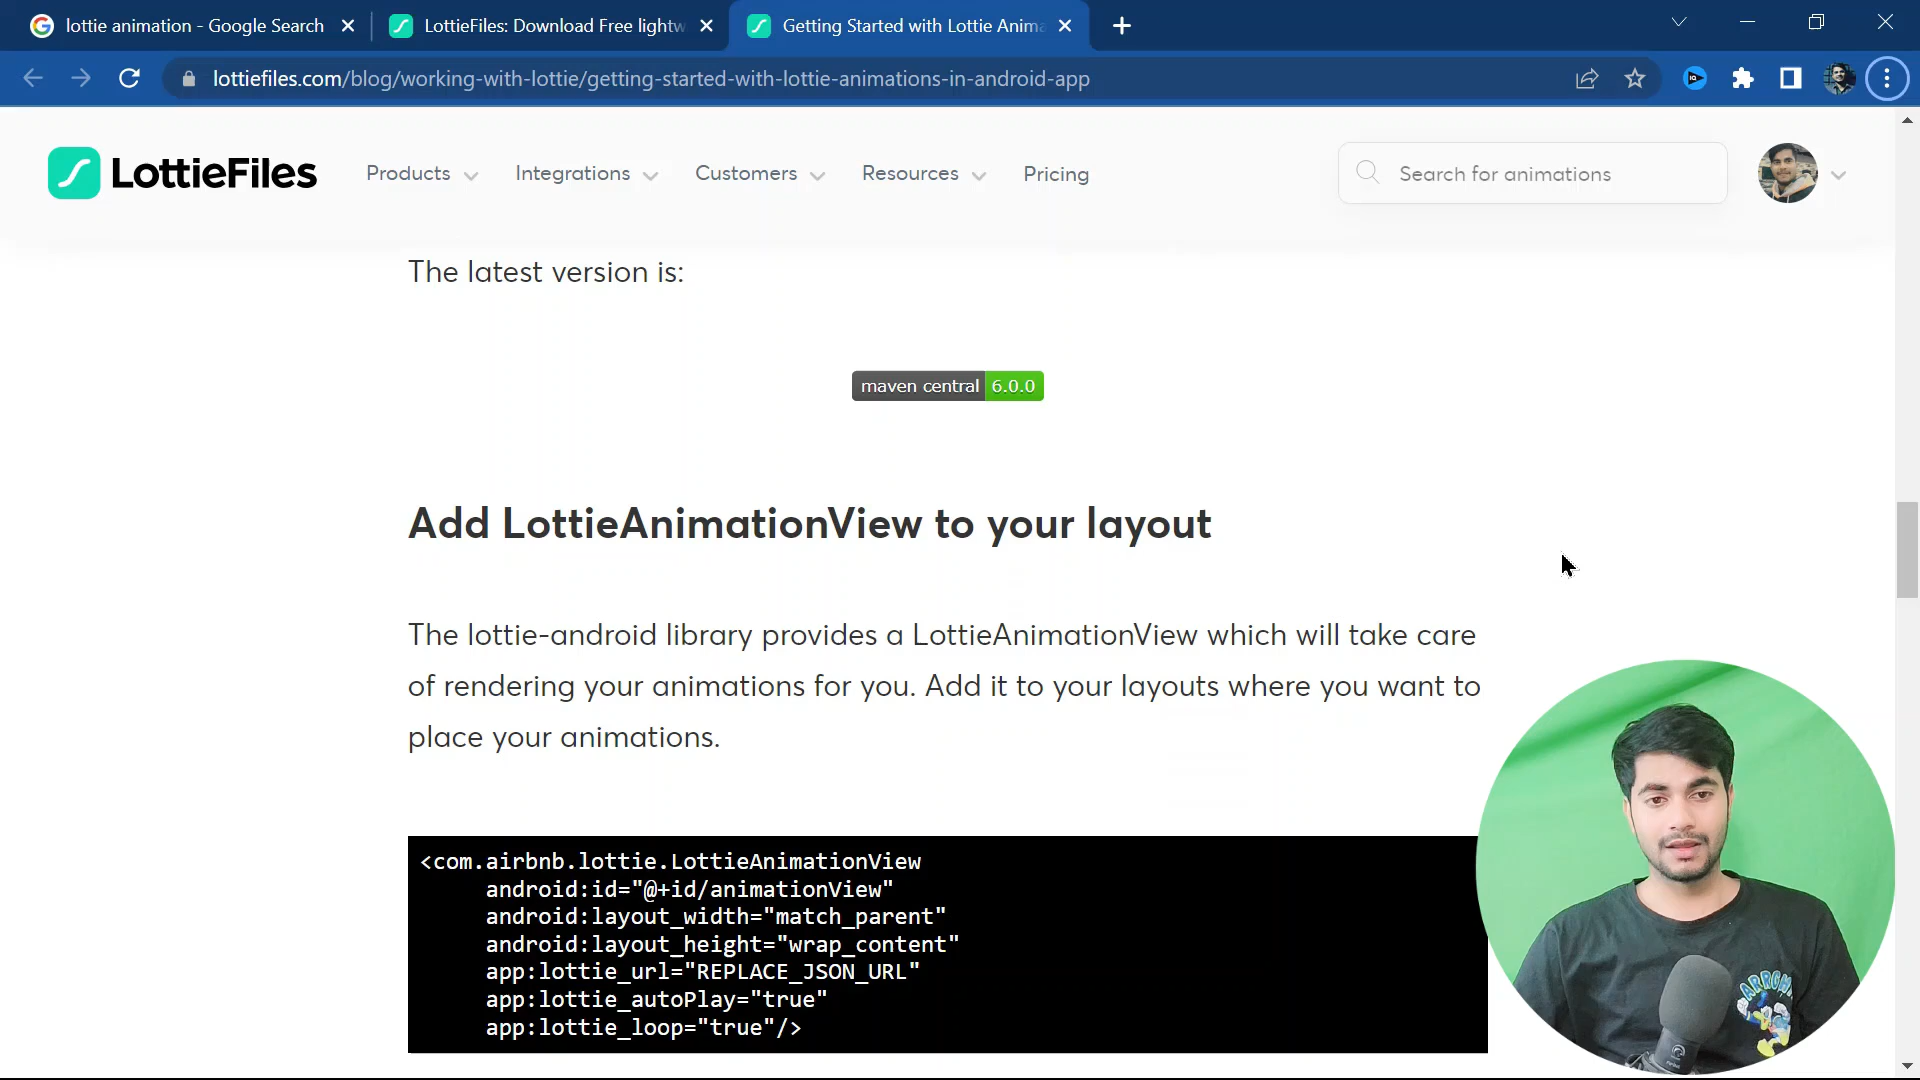 lottie animation - Google Search
LottieFiles: Download Free lightw
Getting Started with Lottie Anima
lottiefiles.com/blog/working-with-lottie/getting-started-with-lottie-animations-in-android-app
LottieFiles
Products
Integrations
Customers
Resources
Pricing
Search for animations
The latest version is:
maven central 6.0.0
Add LottieAnimationView to your layout
The lottie-android library provides a LottieAnimationView which will take care
of rendering your animations for you. Add it to your layouts where you want to
place your animations.
<com.airbnb.lottie.LottieAnimationView
android:id="@+id/animationView"
android:layout_width="match_parent"
android:layout_height="wrap_content"
app:lottie_url="REPLACE_JSON_URL"
app:lottie_autoPlay="true"
app:lottie_loop="true"/>